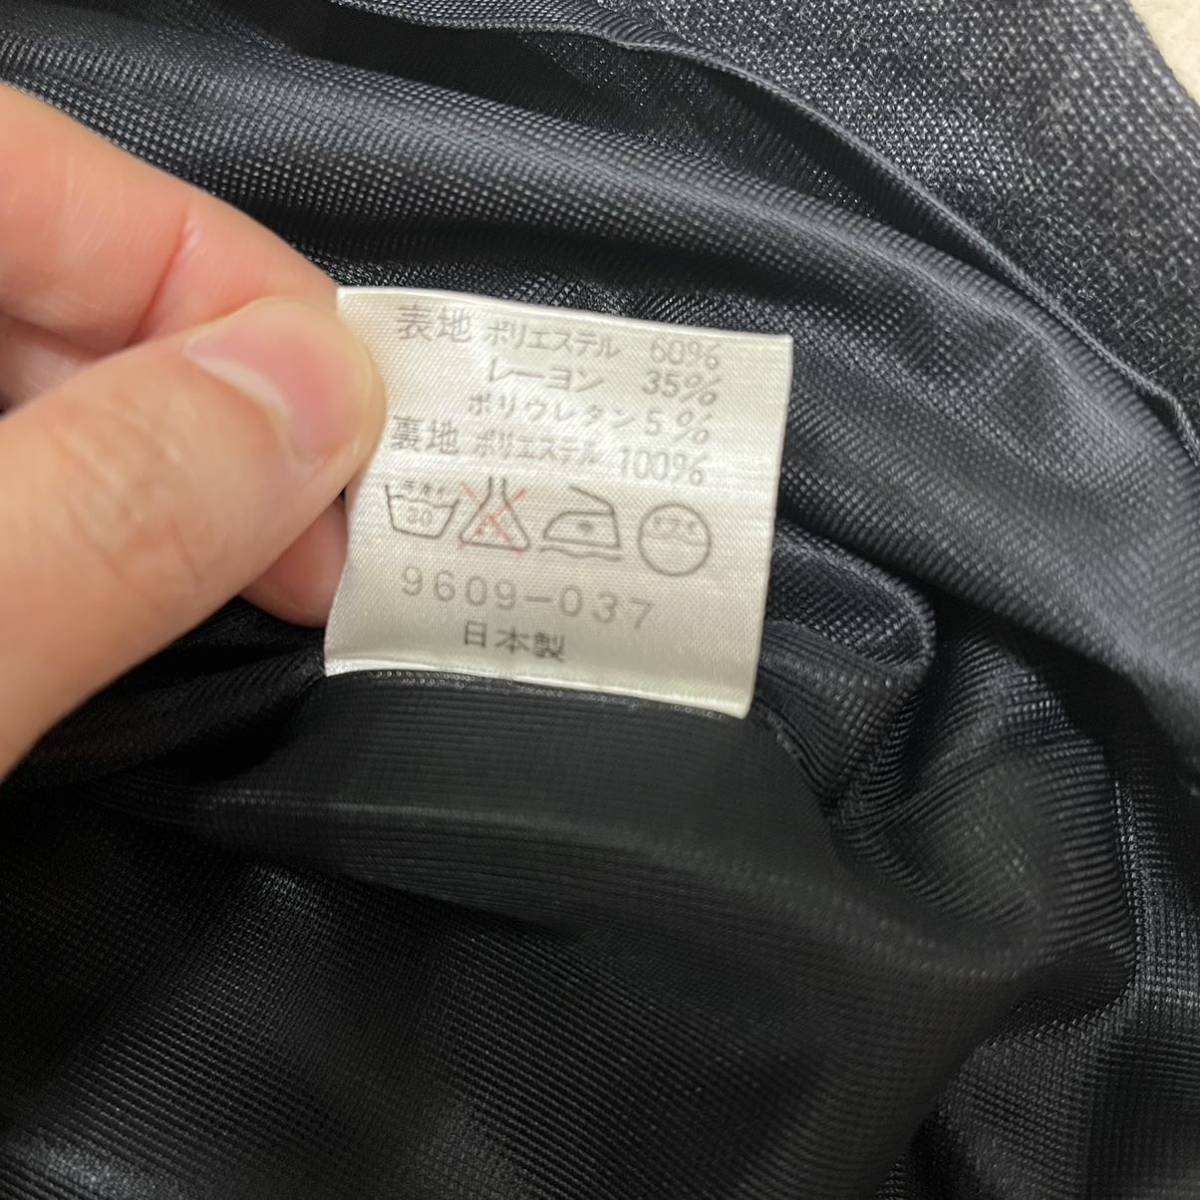 表地 ポリエステル 60%
レーヨン 35%
ポリウレタン 5%
裏地 ポリエステル 100%
30
9609-037
日本製